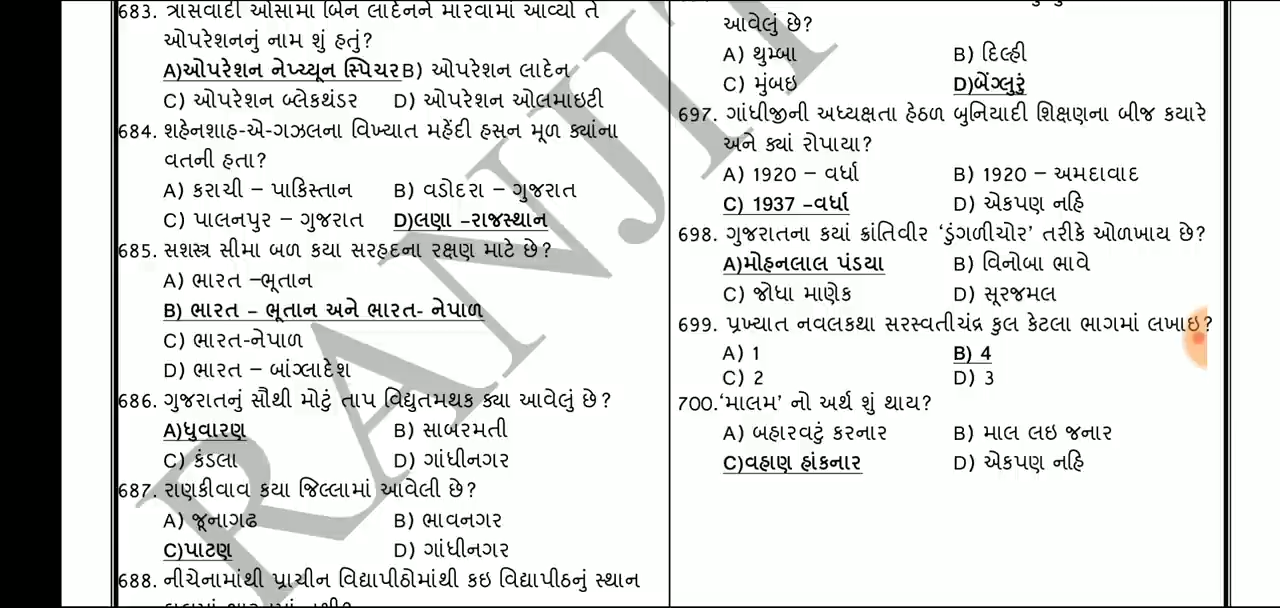 683. ત્રાસવાદી ઓસામા બિન લાદેનને મારવામાં આવ્યો તે
ઓપરેશનનું નામ શું હતું?
A)ઓપરેશન નેપ્ચ્યૂન સ્પિચર B) ઓપરેશન લાદેન
C) ઓપરેશન બ્લેકથંડર D) ઓપરેશન ઓલમાઇટી
684. શહેનશાહ-એ-ગઝલના વિખ્યાત મહેંદી હસન મૂળ ક્યાંના
વતની હતા?
A) કરાચી – પાકિસ્તાન B) વડોદરા – ગુજરાત
C) પાલનપુર – ગુજરાત D)લણા –રાજસ્થાન
685. સશસ્ત્ર સીમા બળ કયા સરહદના રક્ષણ માટે છે?
A) ભારત –ભૂતાન
B) ભારત – ભૂતાન અને ભારત- નેપાળ
C) ભારત-નેપાળ
D) ભારત – બાંગ્લાદેશ
686. ગુજરાતનું સૌથી મોટું તાપ વિદ્યુતમથક ક્યા આવેલું છે?
A)ધુવારણ B) સાબરમતી
C) કંડલા D) ગાંધીનગર
687. રાણકીવાવ કયા જિલ્લામાં આવેલી છે?
A) જૂનાગઢ B) ભાવનગર
C)પાટણ D) ગાંધીનગર
688. નીચેનામાંથી પ્રાચીન વિદ્યાપીઠોમાંથી કઇ વિદ્યાપીઠનું સ્થાન
આવેલું છે?
A) થુમ્બા B) દિલ્હી
C) મુંબઇ D)બેંગ્લુરું
697. ગાંધીજીની અધ્યક્ષતા હેઠળ બુનિયાદી શિક્ષણના બીજ કયારે
અને ક્યાં રોપાયા?
A) 1920 – વર્ધા B) 1920 – અમદાવાદ
C) 1937 –વર્ધા D) એકપણ નહિ
698. ગુજરાતના કયાં ક્રાંતિવીર ‘ડુંગળીચોર’ તરીકે ઓળખાય છે?
A)મોહનલાલ પંડયા B) વિનોબા ભાવે
C) જોધા માણેક D) સૂરજમલ
699. પ્રખ્યાત નવલકથા સરસ્વતીચંદ્ર કુલ કેટલા ભાગમાં લખાઇ?
A) 1 B) 4
C) 2 D) 3
700.‘માલમ’ નો અર્થ શું થાય?
A) બહારવટું કરનાર B) માલ લઇ જનાર
C)વહાણ હાંકનાર D) એકપણ નહિ
RANJIT